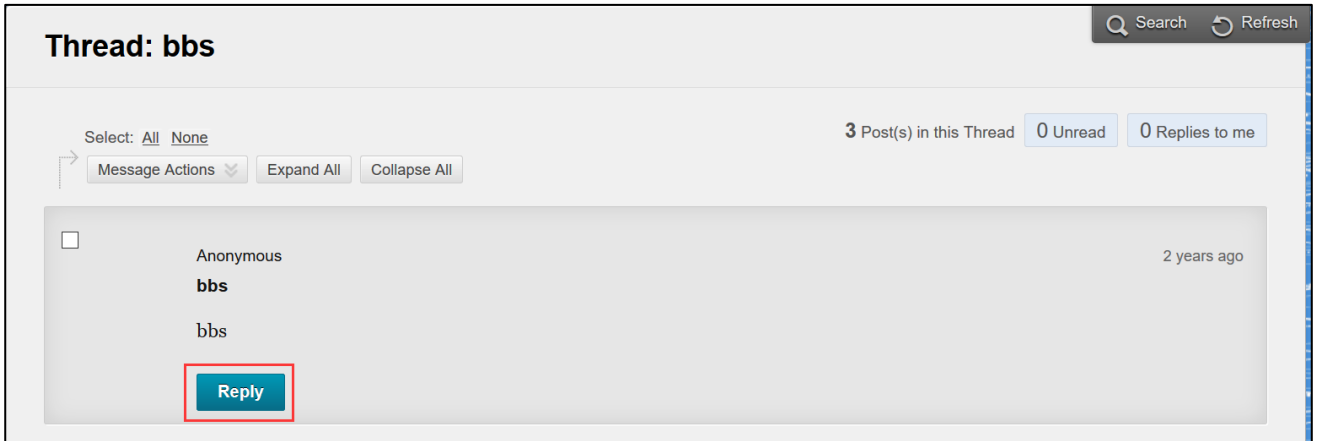 Search Refresh
Thread: bbs
3 Post(s) in this Thread 0 Unread 0 Replies to me
Select: All None
Message Actions Expand All Collapse All
Anonymous 2 years ago
bbs
bbs
Reply